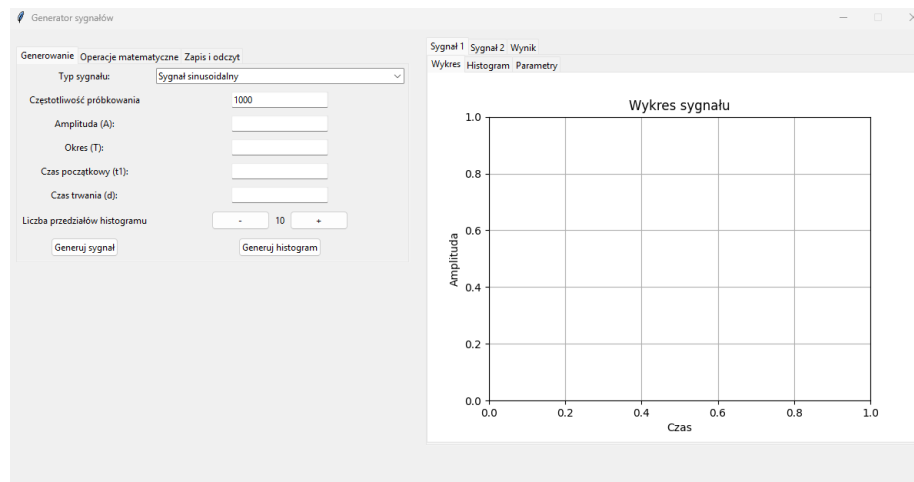 Generator sygnałów
Generowanie Operacje matematyczne Zapis i odczyt
Typ sygnału: Sygnał sinusoidalny
Częstotliwość próbkowania 1000
Amplituda (A):
Okres (T):
Czas początkowy (t1):
Czas trwania (d):
Liczba przedziałów histogramu - 10 +
Generuj sygnał Generuj histogram
Sygnał 1 Sygnał 2 Wynik
Wykres Histogram Parametry
Wykres sygnału
1.0
0.8
0.6
0.4
0.2
0.0
Amplituda
0.0 0.2 0.4 0.6 0.8 1.0
Czas